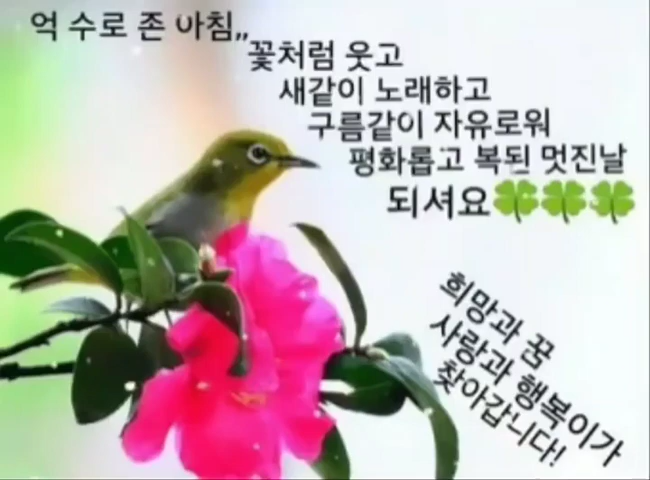 억 수로 존 아침,,
꽃처럼 웃고
새같이 노래하고
구름같이 자유로워
평화롭고 복된 멋진날
되셔요🍀🍀🍀
희망과 꿈
사랑과 행복이가
찾아갑니다!